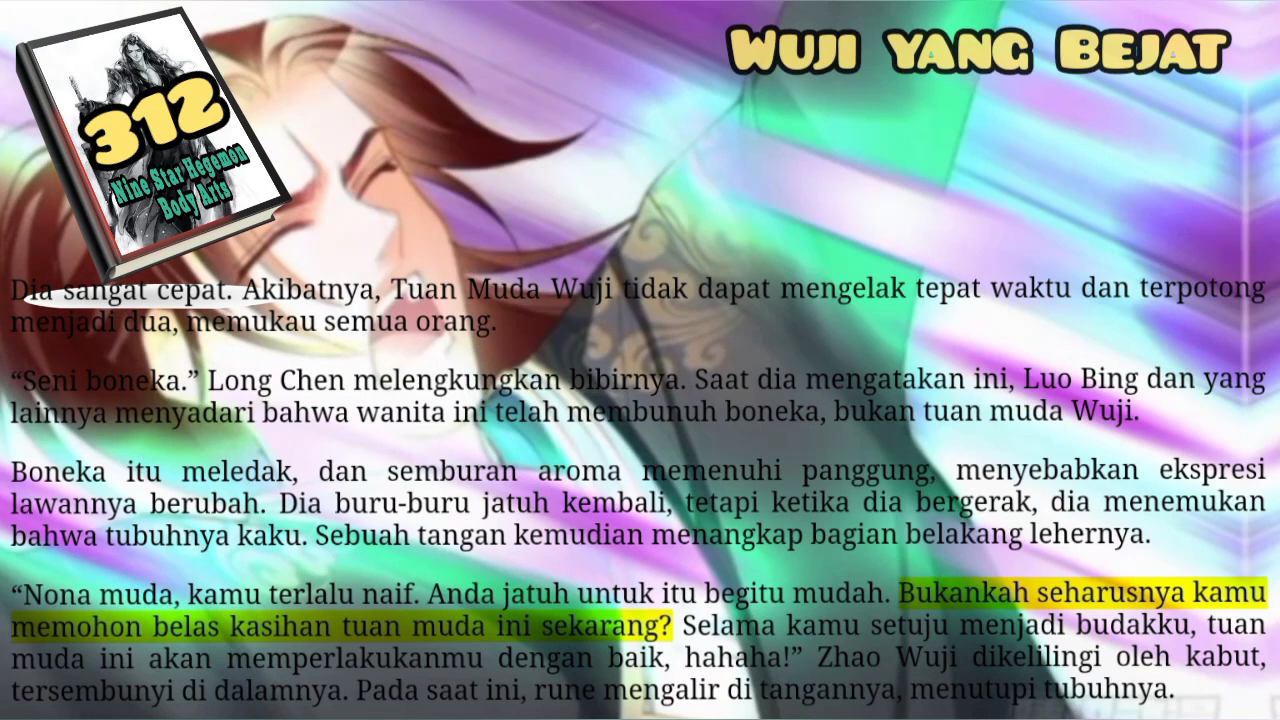 312
Nine Star Hegemon
Body Arts
Wuji yang Bejat
Dia sangat cepat. Akibatnya, Tuan Muda Wuji tidak dapat mengelak tepat waktu dan terpotong
menjadi dua, memukau semua orang.
“Seni boneka.” Long Chen melengkungkan bibirnya. Saat dia mengatakan ini, Luo Bing dan yang
lainnya menyadari bahwa wanita ini telah membunuh boneka, bukan tuan muda Wuji.
Boneka itu meledak, dan semburan aroma memenuhi panggung, menyebabkan ekspresi
lawannya berubah. Dia buru-buru jatuh kembali, tetapi ketika dia bergerak, dia menemukan
bahwa tubuhnya kaku. Sebuah tangan kemudian menangkap bagian belakang lehernya.
“Nona muda, kamu terlalu naif. Anda jatuh untuk itu begitu mudah. Bukankah seharusnya kamu
memohon belas kasihan tuan muda ini sekarang? Selama kamu setuju menjadi budakku, tuan
muda ini akan memperlakukanmu dengan baik, hahaha!” Zhao Wuji dikelilingi oleh kabut,
tersembunyi di dalamnya. Pada saat ini, rune mengalir di tangannya, menutupi tubuhnya.